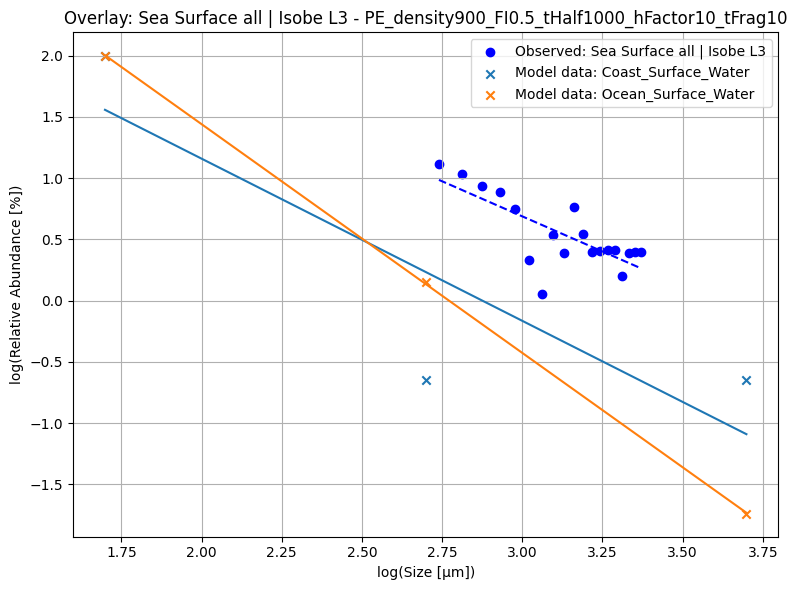 Overlay: Sea Surface all | Isobe L3 - PE_density900_FI0.5_tHalf1000_hFactor10_tFrag10
Observed: Sea Surface all | Isobe L3
Model data: Coast_Surface_Water
Model data: Ocean_Surface_Water
log(Relative Abundance [%])
2.0
1.5
1.0
0.5
0.0
−0.5
−1.0
−1.5
1.75 2.00 2.25 2.50 2.75 3.00 3.25 3.50 3.75
log(Size [µm])